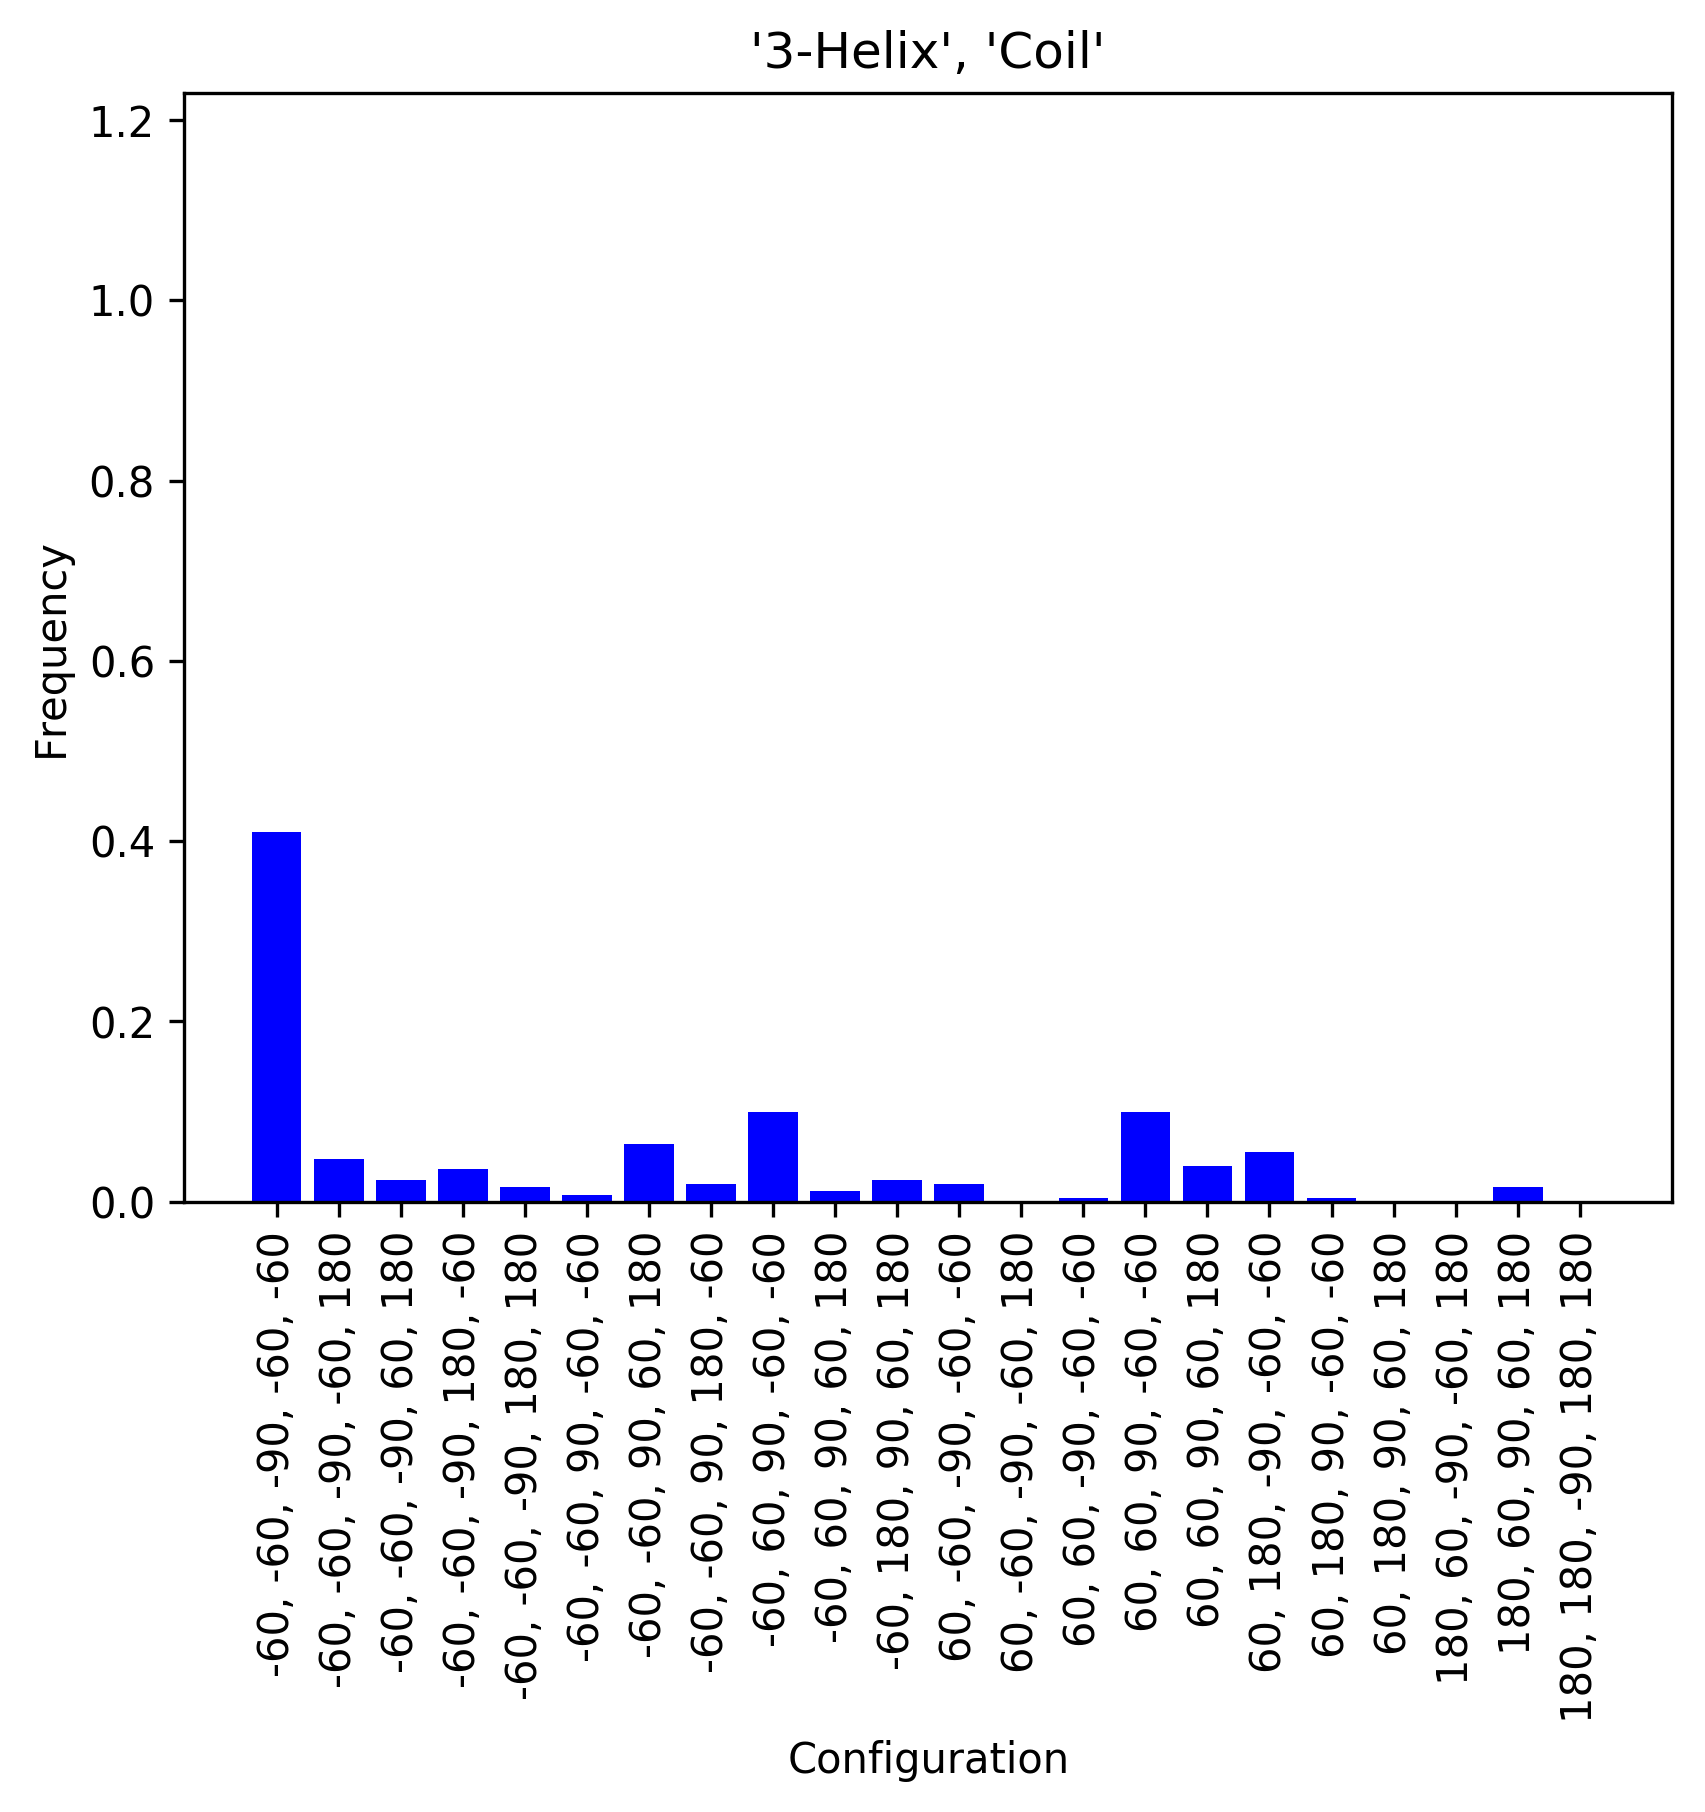 '3-Helix', 'Coil'
1.2
1.0
0.8
0.6
0.4
0.2
0.0
Frequency
-60, -60, -90, -60, -60
-60, -60, -90, -60, 180
-60, -60, -90, 60, 180
-60, -60, -90, 180, -60
-60, -60, -90, 180, 180
-60, -60, 90, -60, -60
-60, -60, 90, 60, 180
-60, -60, 90, 180, -60
-60, 60, 90, -60, -60
-60, 60, 90, 60, 180
-60, 180, 90, 60, 180
60, -60, -90, -60, -60
60, -60, -90, -60, 180
60, 60, -90, -60, -60
60, 60, 90, -60, -60
60, 60, 90, 60, 180
60, 180, -90, -60, -60
60, 180, 90, -60, -60
60, 180, 90, 60, 180
180, 60, -90, -60, 180
180, 60, 90, 60, 180
180, 180, -90, 180, 180
Configuration